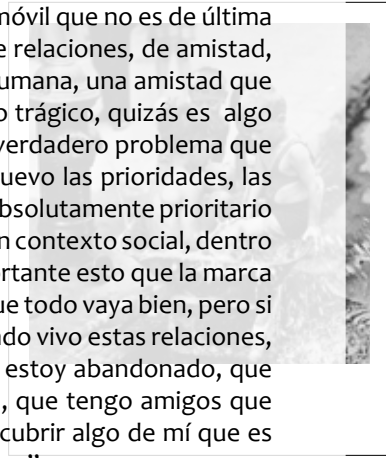 móvil que no es de última
relaciones, de amistad,
umana, una amistad que
trágico, quizás es algo
verdadero problema que
uevo las prioridades, las
bsolutamente prioritario
n contexto social, dentro
rtante esto que la marca
ue todo vaya bien, pero si
do vivo estas relaciones,
estoy abandonado, que
, que tengo amigos que
cubrir algo de mí que es